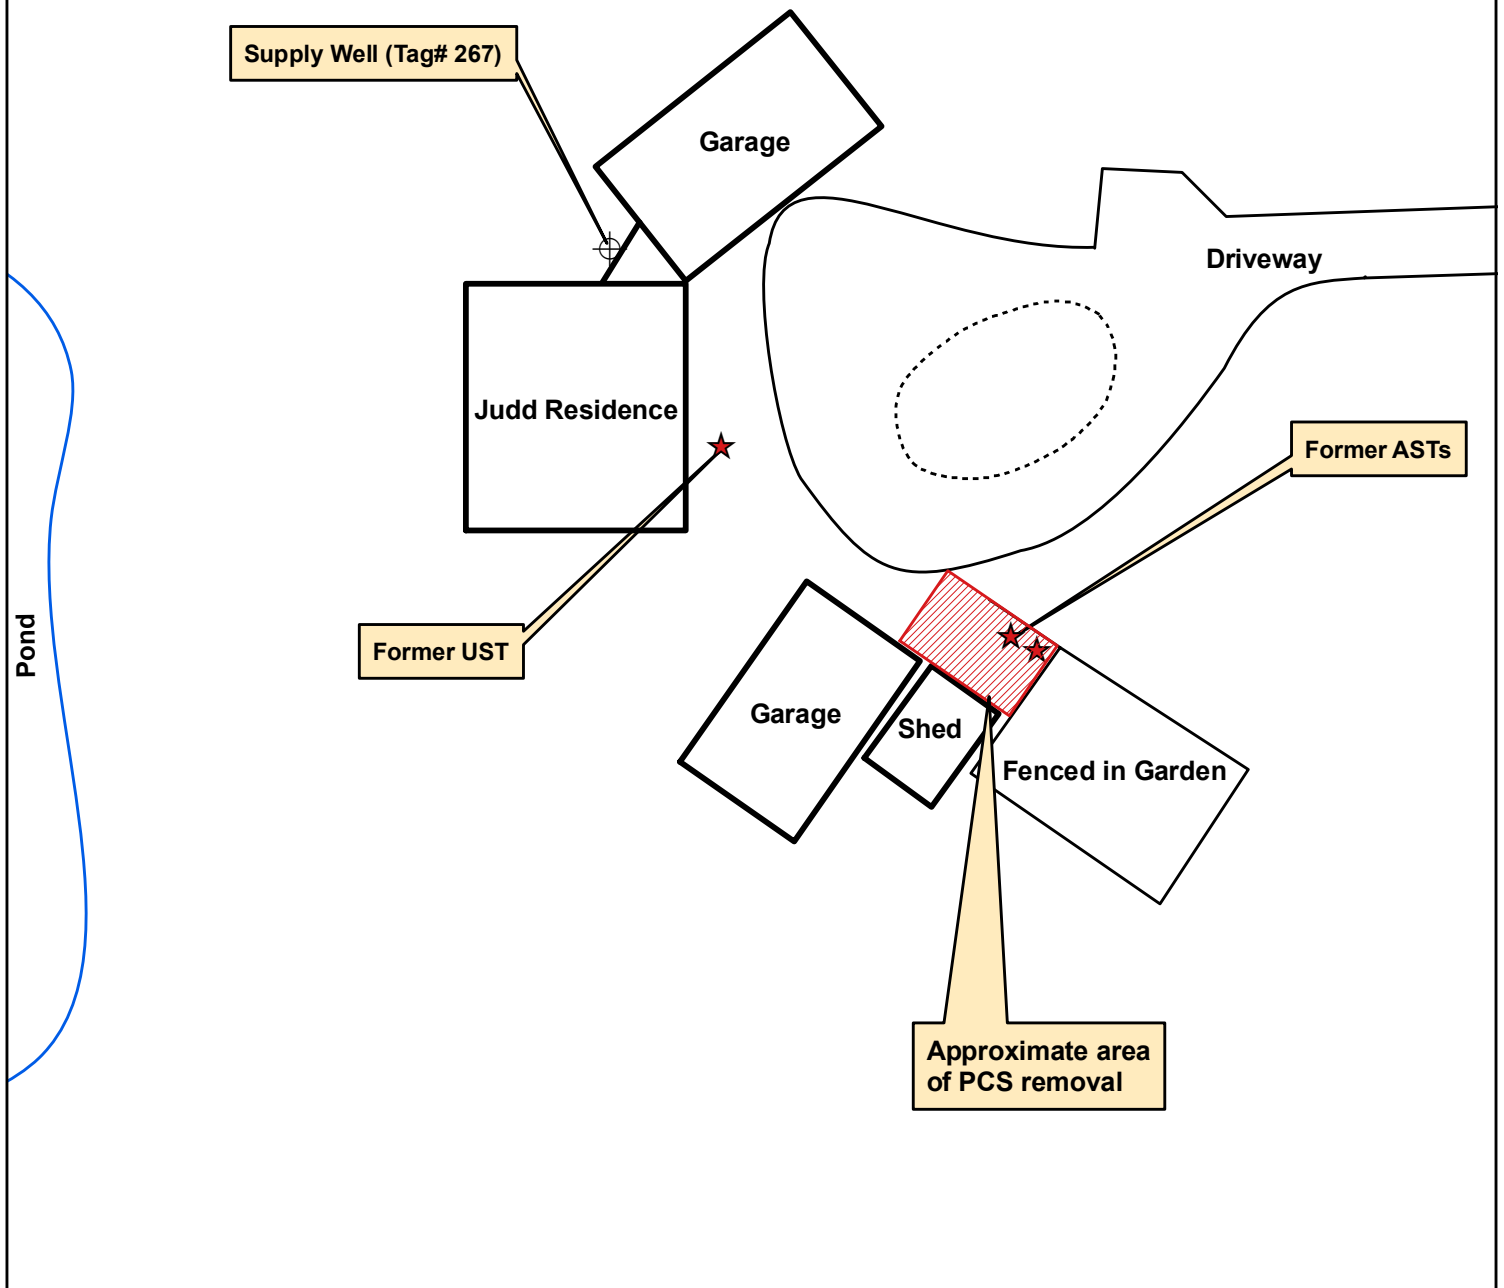 Supply Well (Tag# 267)
Garage
Driveway
Judd Residence
Former ASTs
Former UST
Pond
Garage
Shed
Fenced in Garden
Approximate area
of PCS removal